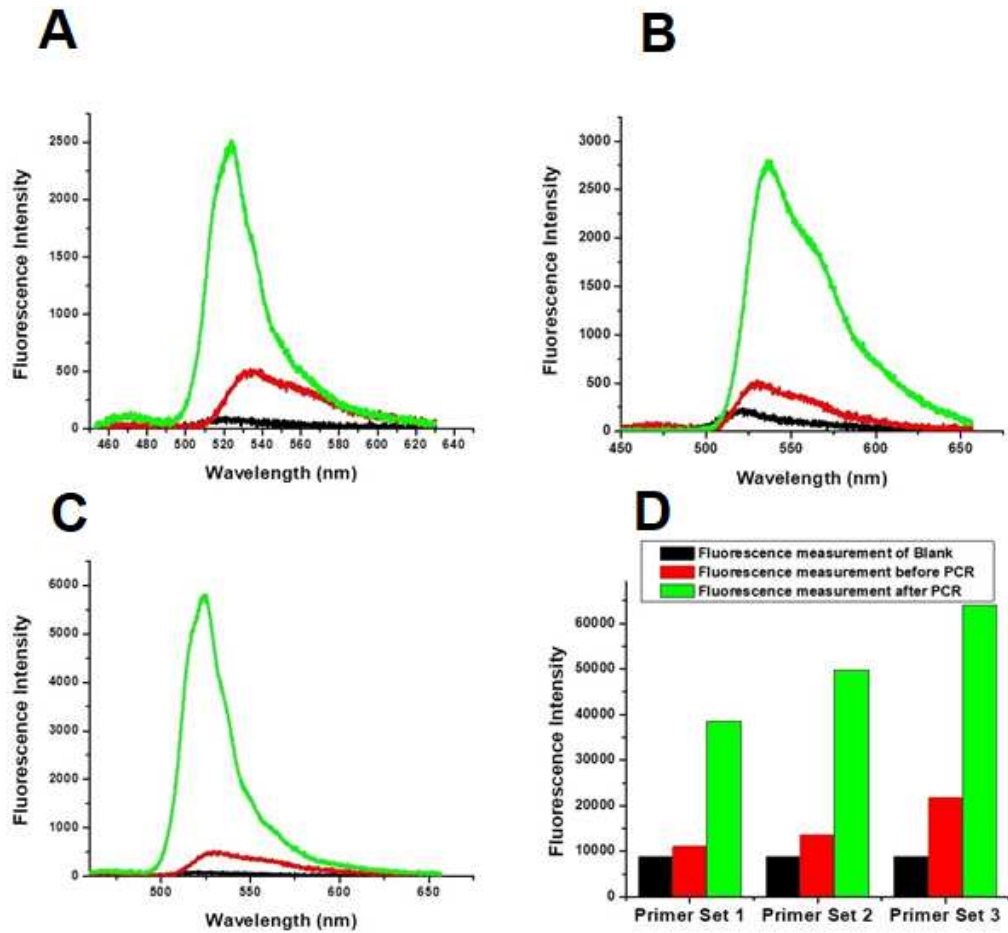 A
2500
2000
1500
1000
500
0
Fluorescence Intensity
460 480 500 520 540 560 580 600 620 640
Wavelength (nm)
B
3000
2500
2000
1500
1000
500
0
Fluorescence Intensity
450 500 550 600 650
Wavelength (nm)
C
6000
5000
4000
3000
2000
1000
0
Fluorescence Intensity
500 550 600 650
Wavelength (nm)
D
Fluorescence measurement of Blank
Fluorescence measurement before PCR
Fluorescence measurement after PCR
60000
50000
40000
30000
20000
10000
0
Fluorescence Intensity
Primer Set 1 Primer Set 2 Primer Set 3